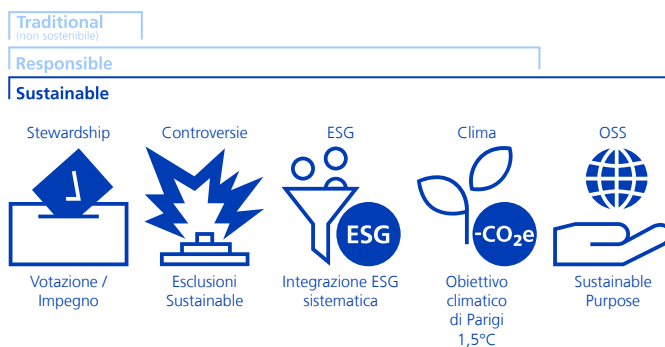 Traditional
(non sostenibile)
Responsible
Sustainable
Stewardship
Controversie
ESG
Clima
OSS
ESG
-CO₂e
Votazione /
Impegno
Esclusioni
Sustainable
Integrazione ESG
sistematica
Obiettivo
climatico
di Parigi
1,5°C
Sustainable
Purpose